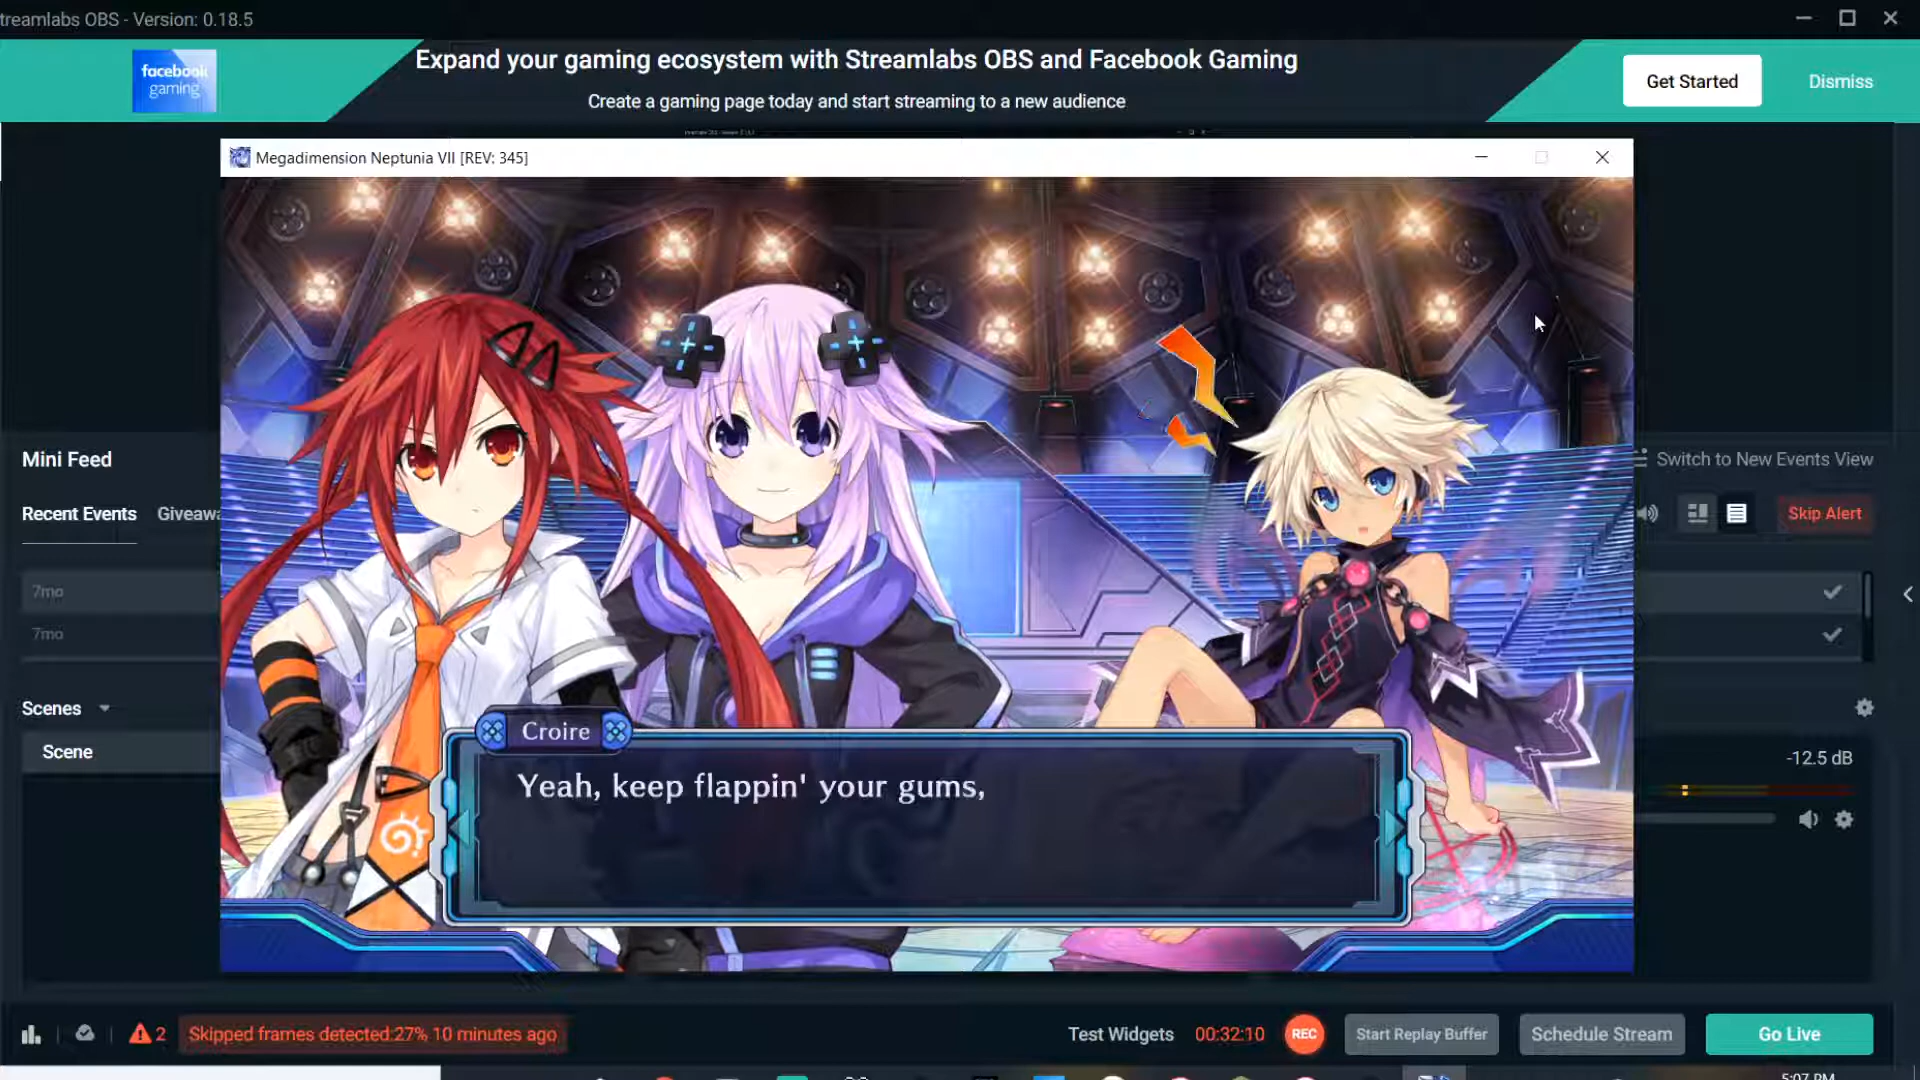 treamlabs OBS - Version: 0.18.5
facebook
gaming
Expand your gaming ecosystem with Streamlabs OBS and Facebook Gaming
Create a gaming page today and start streaming to a new audience
Get Started
Dismiss
Megadimension Neptunia VII [REV: 345]
Mini Feed
Switch to New Events View
Recent Events
Giveawa
Skip Alert
7mo
7mo
Scenes
Scene
Croire
Yeah, keep flappin' your gums,
-12.5 dB
2
Skipped frames detected:27% 10 minutes ago
Test Widgets
00:32:10
REC
Start Replay Buffer
Schedule Stream
Go Live
5:07 PM